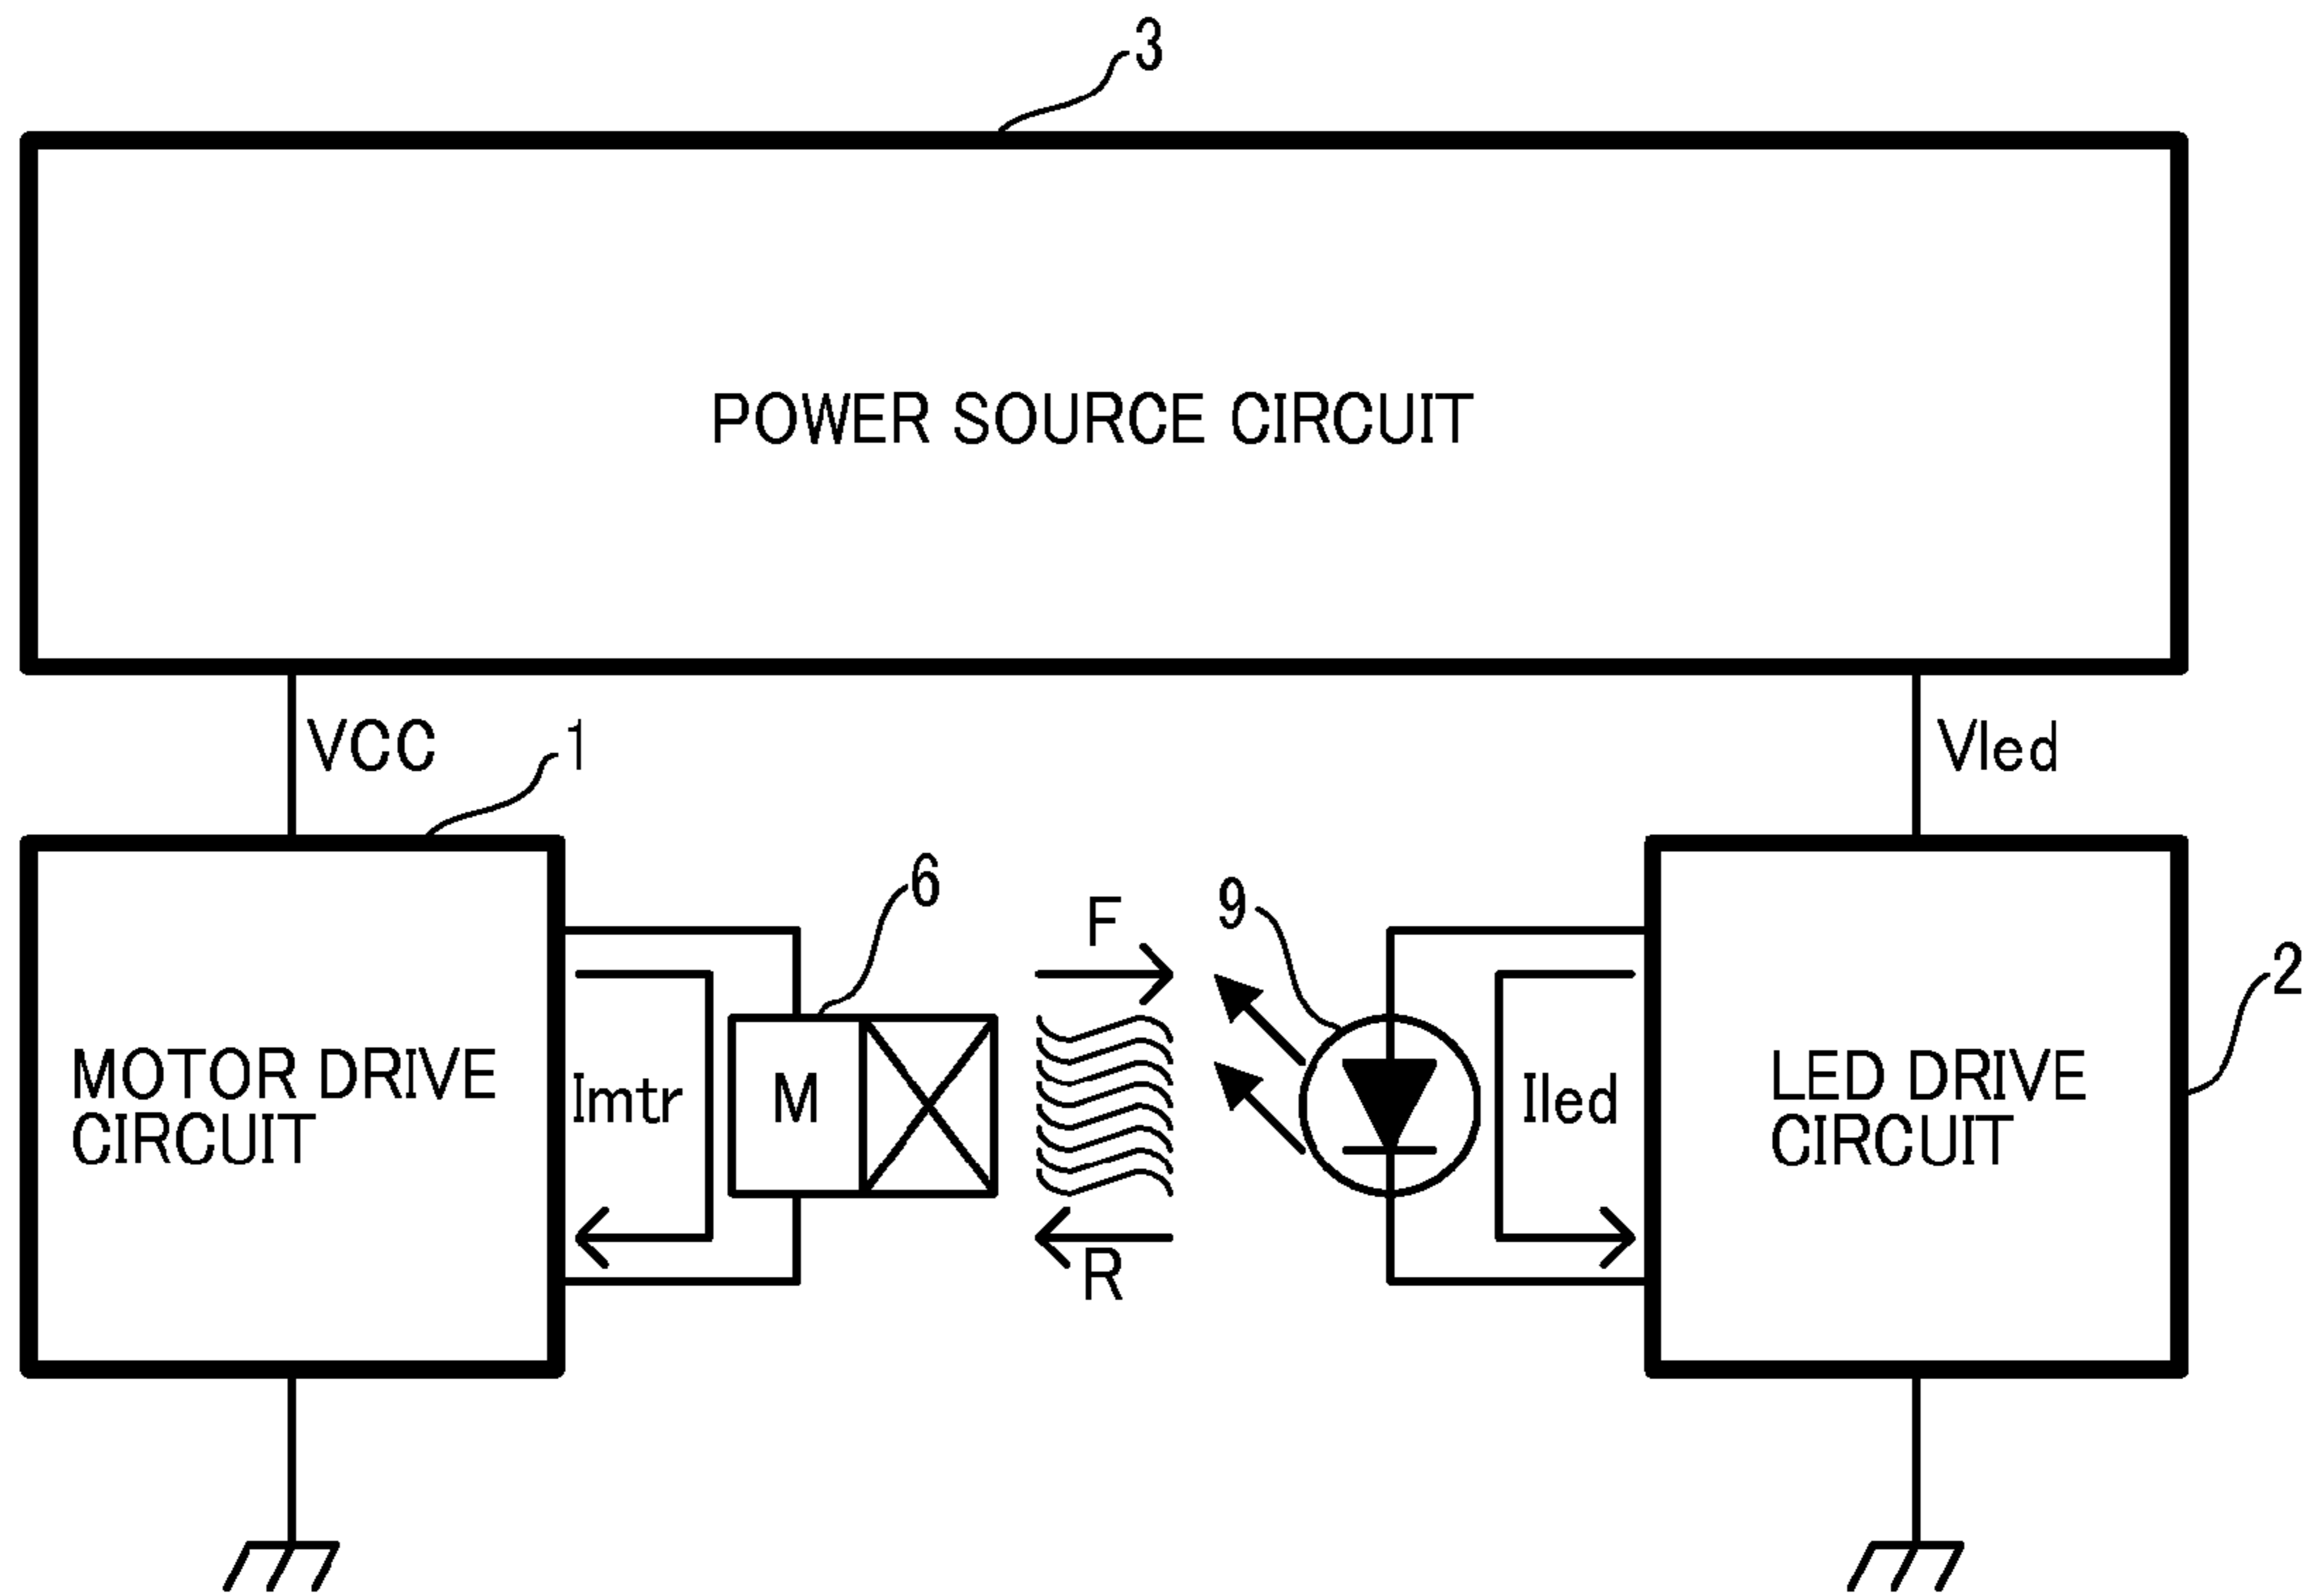 3
POWER SOURCE CIRCUIT
VCC
1
Vled
6
F
9
2
MOTOR DRIVE
CIRCUIT
Imtr
M
Iled
LED DRIVE
CIRCUIT
R